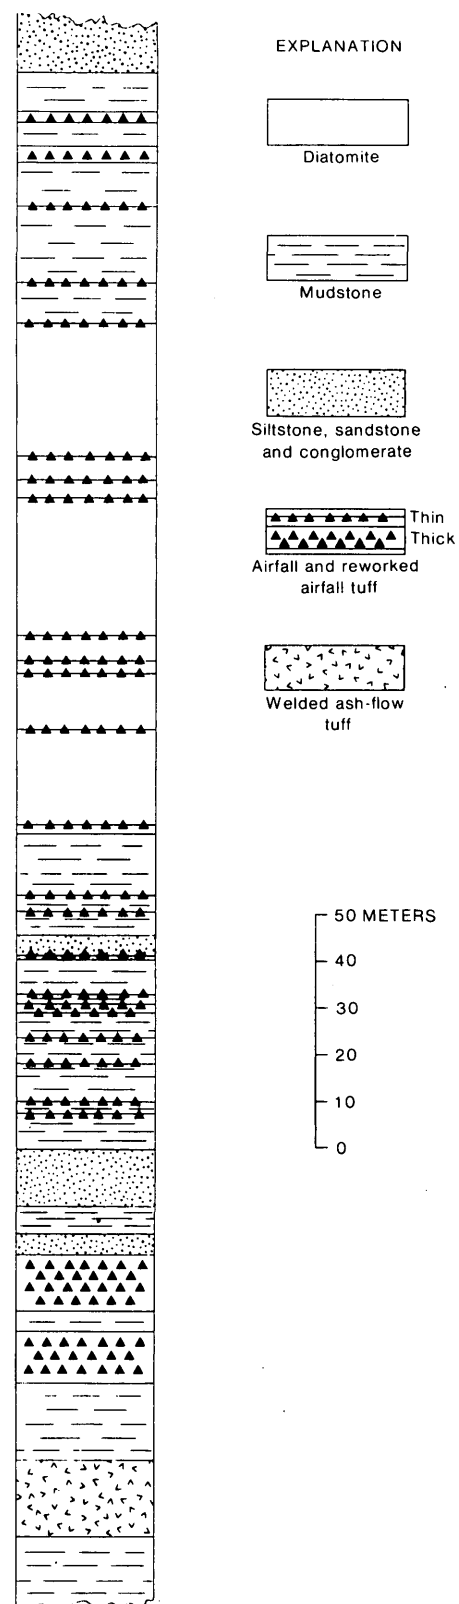 EXPLANATION
Diatomite
Mudstone
Siltstone, sandstone
and conglomerate
Thin
Thick
Airfall and reworked
airfall tuff
Welded ash-flow
tuff
50 METERS
40
30
20
10
0